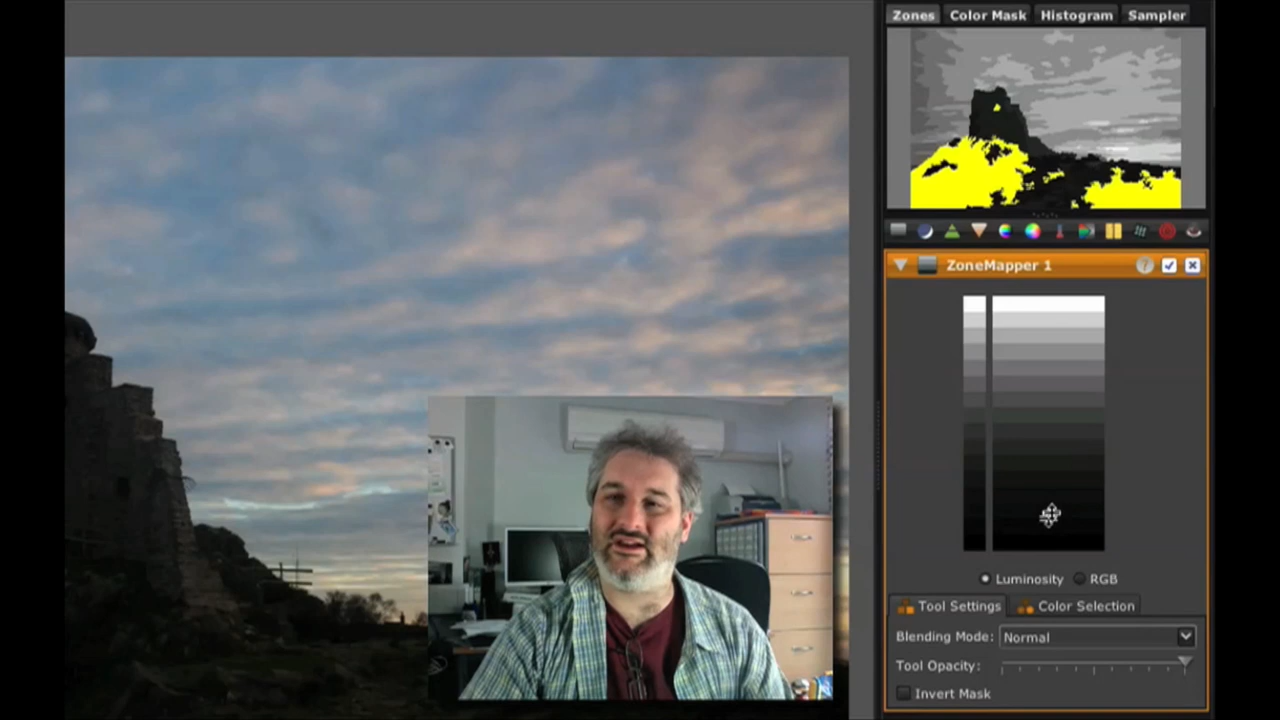 Zones Color Mask Histogram Sampler
ZoneMapper 1 ?
Luminosity RGB
Tool Settings Color Selection
Blending Mode: Normal
Tool Opacity:
Invert Mask